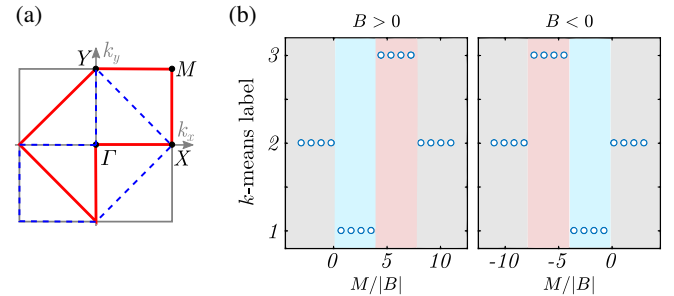 (a)
k_y
Y
M
k_x
Γ
X
(b)
B > 0
B < 0
k-means label
3
2
1
0
5
10
M/|B|
-10
-5
0
M/|B|